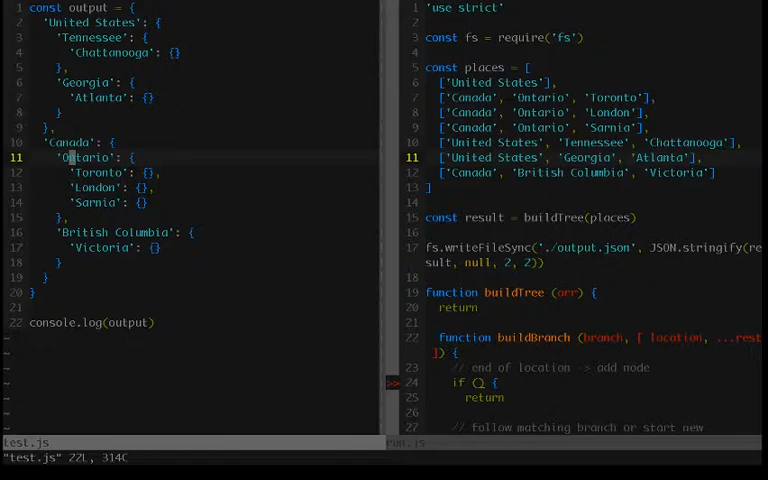 1 const output = {
2 'United States': {
3 'Tennessee': {
4 'Chattanooga': {}
5 },
6 'Georgia': {
7 'Atlanta': {}
8 }
9 },
10 'Canada': {
11 'Ontario': {
12 'Toronto': {},
13 'London': {},
14 'Sarnia': {}
15 },
16 'British Columbia': {
17 'Victoria': {}
18 }
19 }
20 }
21
22 console.log(output)
~
~
~
~
~
~
test.js
"test.js" 22L, 314C
1 'use strict'
2
3 const fs = require('fs')
4
5 const places = [
6 ['United States'],
7 ['Canada', 'Ontario', 'Toronto'],
8 ['Canada', 'Ontario', 'London'],
9 ['Canada', 'Ontario', 'Sarnia'],
10 ['United States', 'Tennessee', 'Chattanooga'],
11 ['United States', 'Georgia', 'Atlanta'],
12 ['Canada', 'British Columbia', 'Victoria']
13 ]
14
15 const result = buildTree(places)
16
17 fs.writeFileSync('./output.json', JSON.stringify(re
sult, null, 2, 2))
18
19 function buildTree (arr) {
20 return
21
22 function buildBranch (branch, [ location, ...rest
]) {
23 // end of location -> add node
>> 24 if () {
25 return
26
27 // follow matching branch or start new
run.js